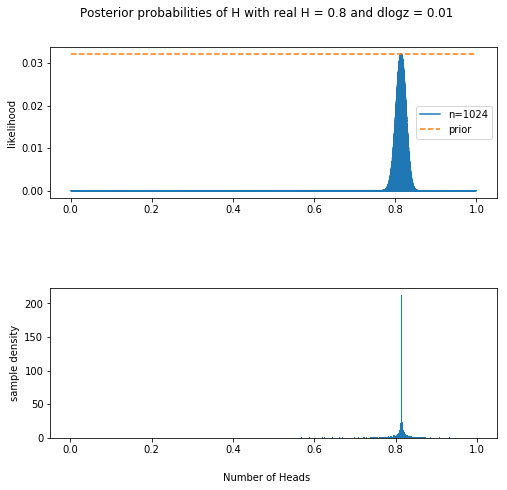 Posterior probabilities of H with real H = 0.8 and dlogz = 0.01
likelihood
0.03
0.02
0.01
0.00
n=1024
prior
0.0 0.2 0.4 0.6 0.8 1.0
sample density
200
150
100
50
0
0.0 0.2 0.4 0.6 0.8 1.0
Number of Heads